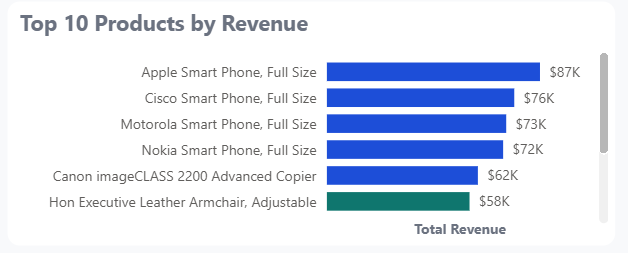 Top 10 Products by Revenue
Apple Smart Phone, Full Size $87K
Cisco Smart Phone, Full Size $76K
Motorola Smart Phone, Full Size $73K
Nokia Smart Phone, Full Size $72K
Canon imageCLASS 2200 Advanced Copier $62K
Hon Executive Leather Armchair, Adjustable $58K
Total Revenue